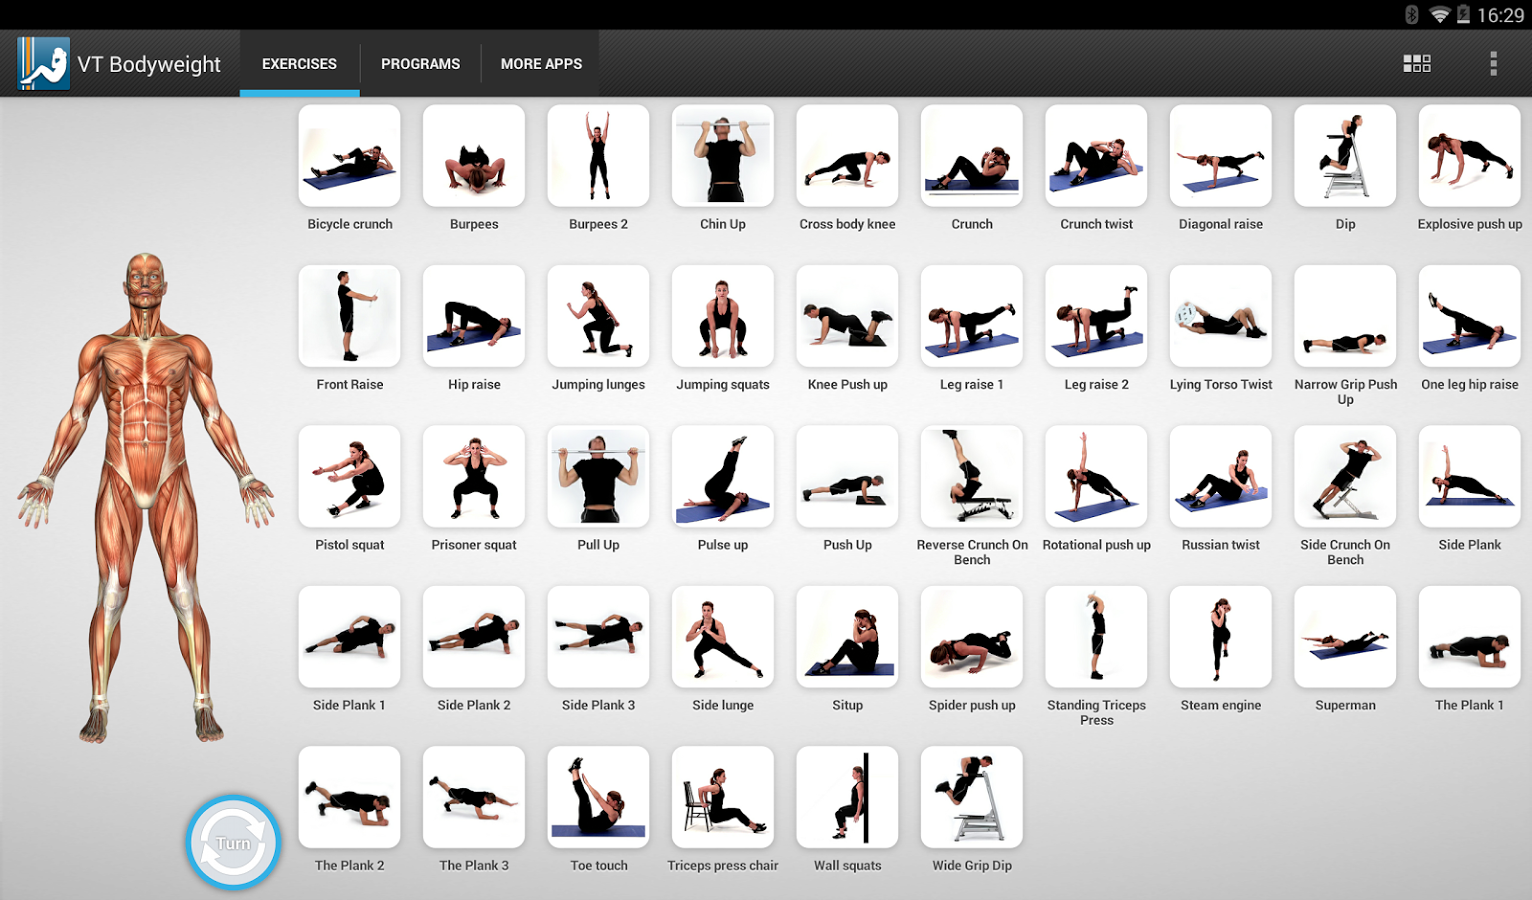 16:29
VT Bodyweight
EXERCISES
PROGRAMS
MORE APPS
Bicycle crunch
Burpees
Burpees 2
Chin Up
Cross body knee
Crunch
Crunch twist
Diagonal raise
Dip
Explosive push up
Front Raise
Hip raise
Jumping lunges
Jumping squats
Knee Push up
Leg raise 1
Leg raise 2
Lying Torso Twist
Narrow Grip Push
Up
One leg hip raise
Pistol squat
Prisoner squat
Pull Up
Pulse up
Push Up
Reverse Crunch On
Bench
Rotational push up
Russian twist
Side Crunch On
Bench
Side Plank
Side Plank 1
Side Plank 2
Side Plank 3
Side lunge
Situp
Spider push up
Standing Triceps
Press
Steam engine
Superman
The Plank 1
The Plank 2
The Plank 3
Toe touch
Triceps press chair
Wall squats
Wide Grip Dip
Turn